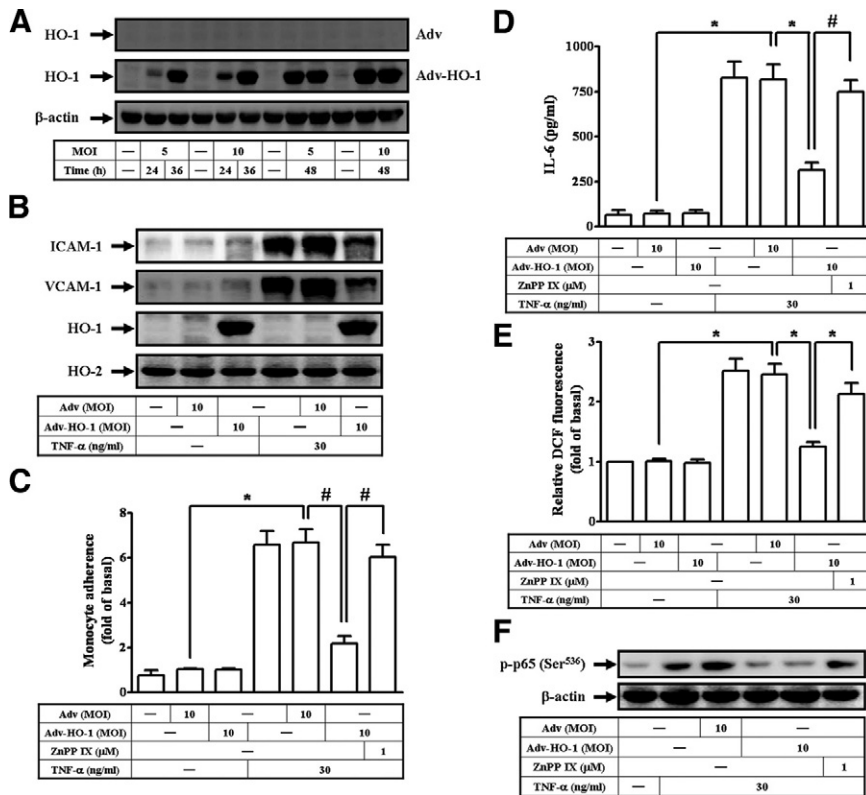 A
HO-1
Adv
HO-1
Adv-HO-1
β-actin
MOI — 5 — 10 — 5 — 10
Time (h) — 24 36 — 24 36 — 48 — 48
B
ICAM-1
VCAM-1
HO-1
HO-2
Adv (MOI) — 10 — 10 —
Adv-HO-1 (MOI) — 10 — 10
TNF-α (ng/ml) — 30
C
* # #
Monocyte adherence
(fold of basal)
8
6
4
2
0
Adv (MOI) — 10 — 10 —
Adv-HO-1 (MOI) — 10 — 10
ZnPP IX (μM) — 1
TNF-α (ng/ml) — 30
D
* * #
IL-6 (pg/ml)
1000
750
500
250
0
Adv (MOI) — 10 — 10 —
Adv-HO-1 (MOI) — 10 — 10
ZnPP IX (μM) — 1
TNF-α (ng/ml) — 30
E
* * *
Relative DCF fluorescence
(fold of basal)
3
2
1
0
Adv (MOI) — 10 — 10 —
Adv-HO-1 (MOI) — 10 — 10
ZnPP IX (μM) — 1
TNF-α (ng/ml) — 30
F
p-p65 (Ser536)
β-actin
Adv (MOI) — 10 —
Adv-HO-1 (MOI) — 10
ZnPP IX (μM) — 1
TNF-α (ng/ml) — 30